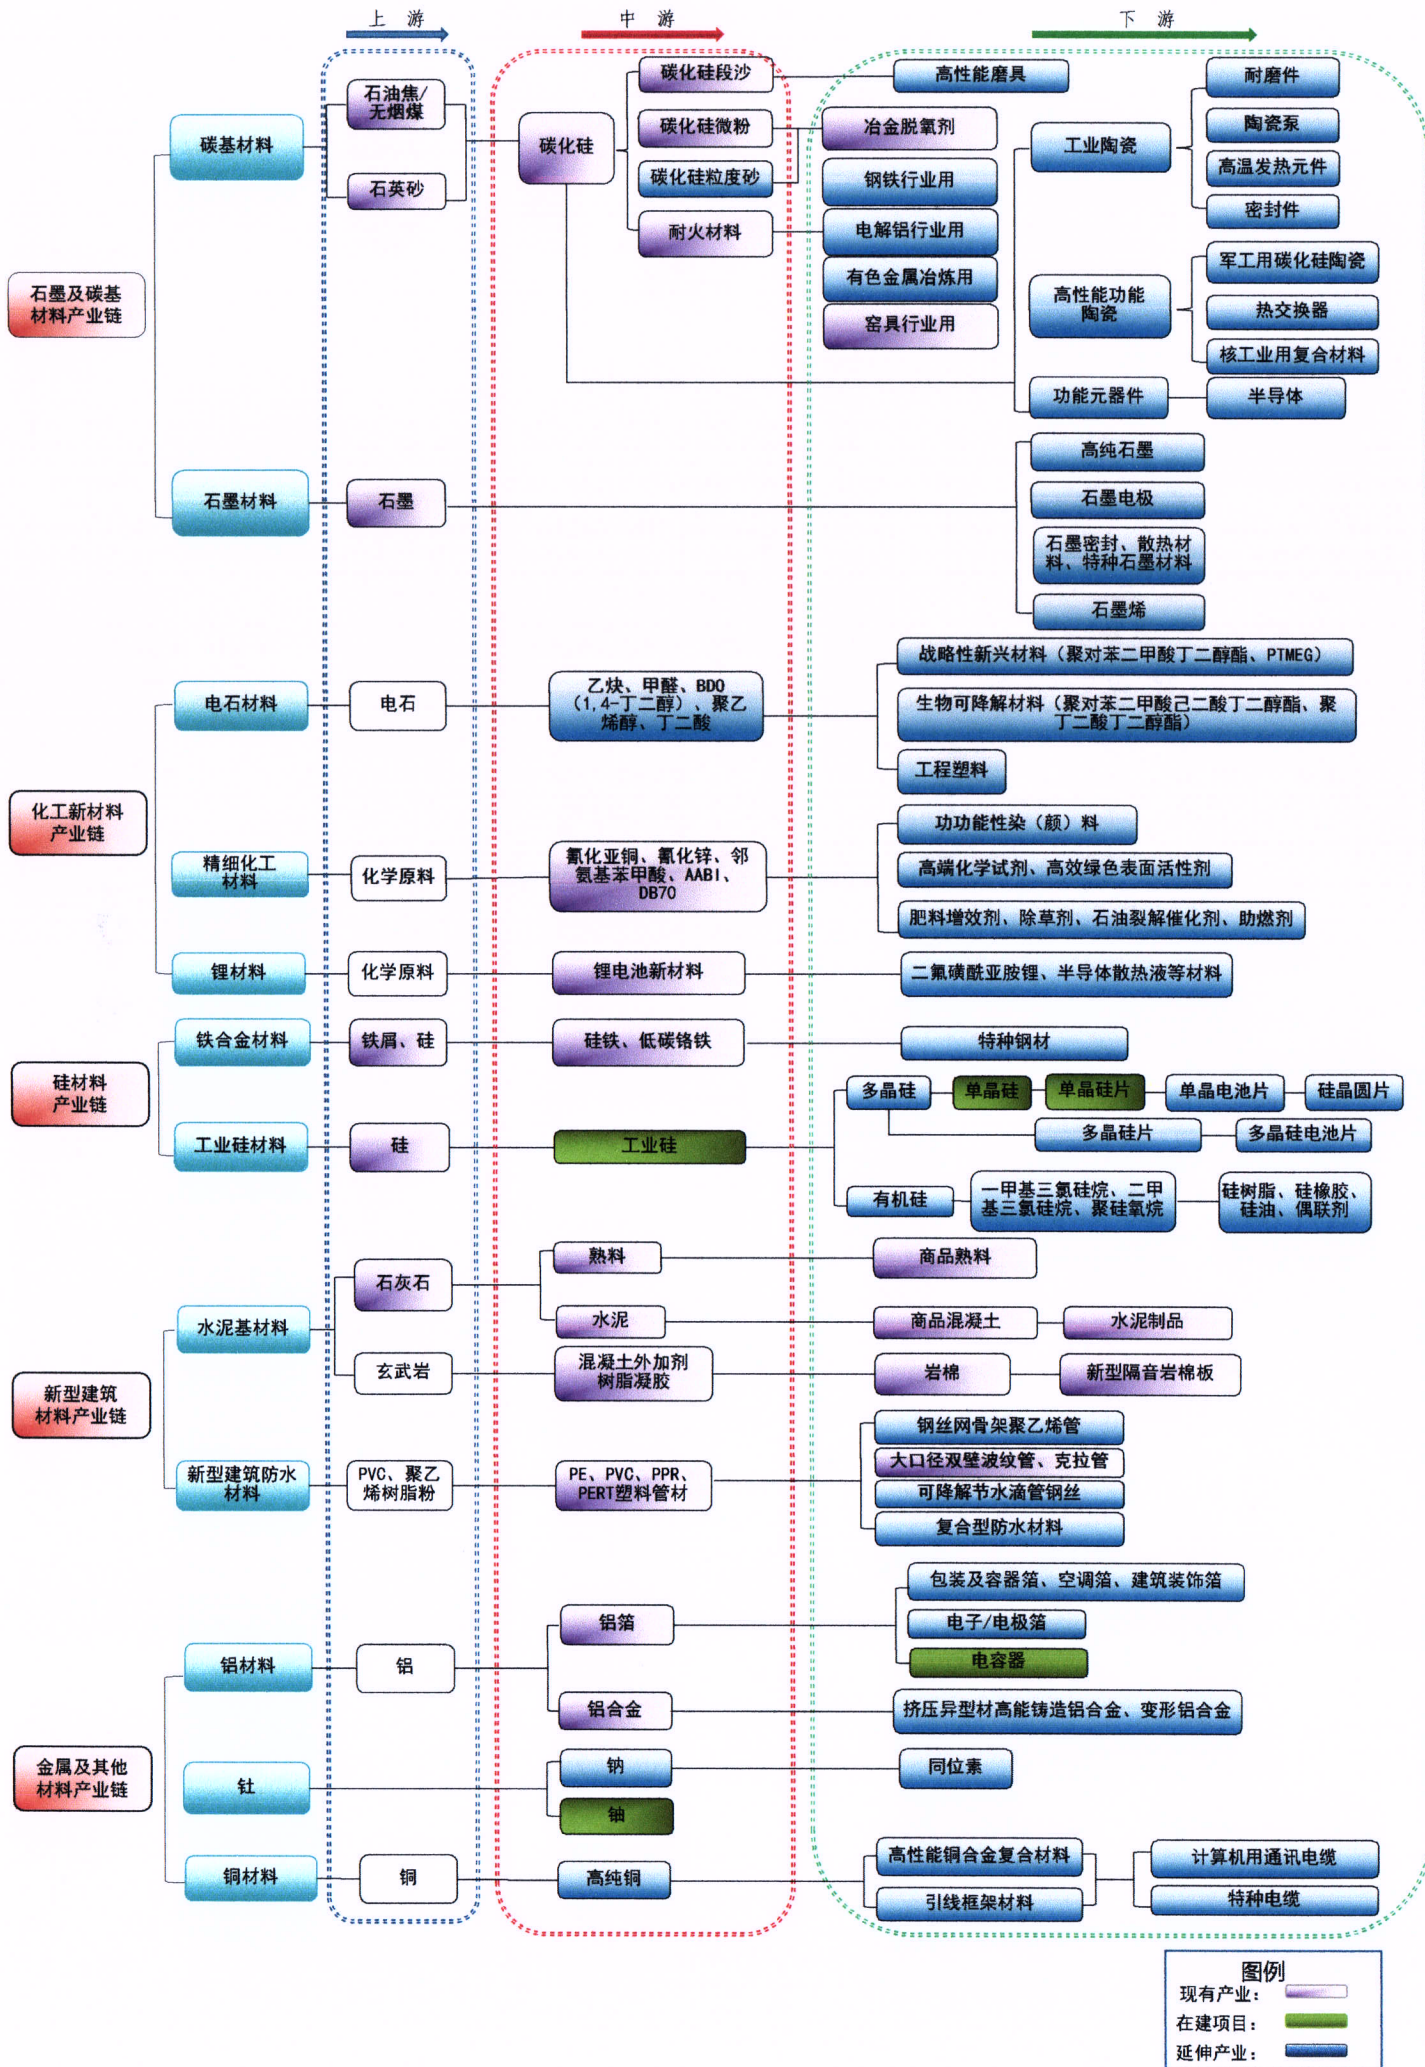 上 游
中 游
下 游
石墨及碳基
材料产业链
碳基材料
石油焦/
无烟煤
石英砂
碳化硅
碳化硅段沙
碳化硅微粉
碳化硅粒度砂
耐火材料
高性能磨具
冶金脱氧剂
钢铁行业用
电解铝行业用
有色金属冶炼用
窑具行业用
工业陶瓷
耐磨件
陶瓷泵
高温发热元件
密封件
高性能功能
陶瓷
军工用碳化硅陶瓷
热交换器
核工业用复合材料
功能元器件
半导体
石墨材料
石墨
高纯石墨
石墨电极
石墨密封、散热材
料、特种石墨材料
石墨烯
化工新材料
产业链
电石材料
电石
乙炔、甲醛、BDO
(1,4-丁二醇)、聚乙
烯醇、丁二酸
战略性新兴材料（聚对苯二甲酸丁二醇酯、PTMEG）
生物可降解材料（聚对苯二甲酸己二酸丁二醇酯、聚
丁二酸丁二醇酯）
工程塑料
精细化工
材料
化学原料
氰化亚铜、氰化锌、邻
氨基苯甲酸、AABI、
DB70
功功能性染（颜）料
高端化学试剂、高效绿色表面活性剂
肥料增效剂、除草剂、石油裂解催化剂、助燃剂
锂材料
化学原料
锂电池新材料
二氟磺酰亚胺锂、半导体散热液等材料
硅材料
产业链
铁合金材料
铁屑、硅
硅铁、低碳铬铁
特种钢材
工业硅材料
硅
工业硅
多晶硅
单晶硅
单晶硅片
单晶电池片
硅晶圆片
多晶硅片
多晶硅电池片
有机硅
一甲基三氯硅烷、二甲
基三氯硅烷、聚硅氧烷
硅树脂、硅橡胶、
硅油、偶联剂
新型建筑
材料产业链
水泥基材料
石灰石
熟料
商品熟料
水泥
商品混凝土
水泥制品
玄武岩
混凝土外加剂
树脂凝胶
岩棉
新型隔音岩棉板
新型建筑防水
材料
PVC、聚乙
烯树脂粉
PE、PVC、PPR、
PERT塑料管材
钢丝网骨架聚乙烯管
大口径双壁波纹管、克拉管
可降解节水滴管钢丝
复合型防水材料
金属及其他
材料产业链
铝材料
铝
铝箔
包装及容器箔、空调箔、建筑装饰箔
电子/电极箔
电容器
铝合金
挤压异型材高能铸造铝合金、变形铝合金
钍
钠
同位素
铀
铜材料
铜
高纯铜
高性能铜合金复合材料
引线框架材料
计算机用通讯电缆
特种电缆
图例
现有产业：
在建项目：
延伸产业：